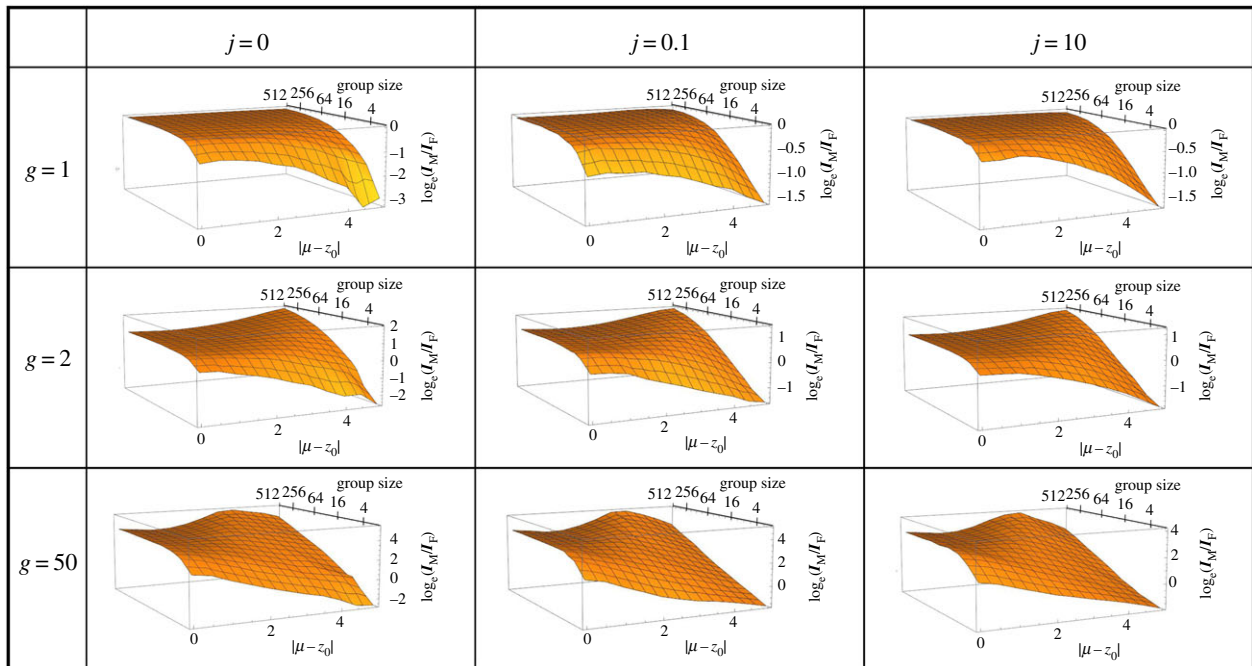 j = 0
j = 0.1
j = 10
g = 1
group size
512 256 64 16 4
0
−1
−2
−3
log_e(I_M/I_F)
0 2 4
|μ − z_0|
group size
512 256 64 16 4
0
−0.5
−1.0
−1.5
log_e(I_M/I_F)
0 2 4
|μ − z_0|
group size
512 256 64 16 4
0
−0.5
−1.0
−1.5
log_e(I_M/I_F)
0 2 4
|μ − z_0|
g = 2
group size
512 256 64 16 4
2
1
0
−1
−2
log_e(I_M/I_F)
0 2 4
|μ − z_0|
group size
512 256 64 16 4
1
0
−1
log_e(I_M/I_F)
0 2 4
|μ − z_0|
group size
512 256 64 16 4
1
0
−1
log_e(I_M/I_F)
0 2 4
|μ − z_0|
g = 50
group size
512 256 64 16 4
4
2
0
−2
log_e(I_M/I_F)
0 2 4
|μ − z_0|
group size
512 256 64 16 4
4
2
0
log_e(I_M/I_F)
0 2 4
|μ − z_0|
group size
512 256 64 16 4
4
2
0
log_e(I_M/I_F)
0 2 4
|μ − z_0|